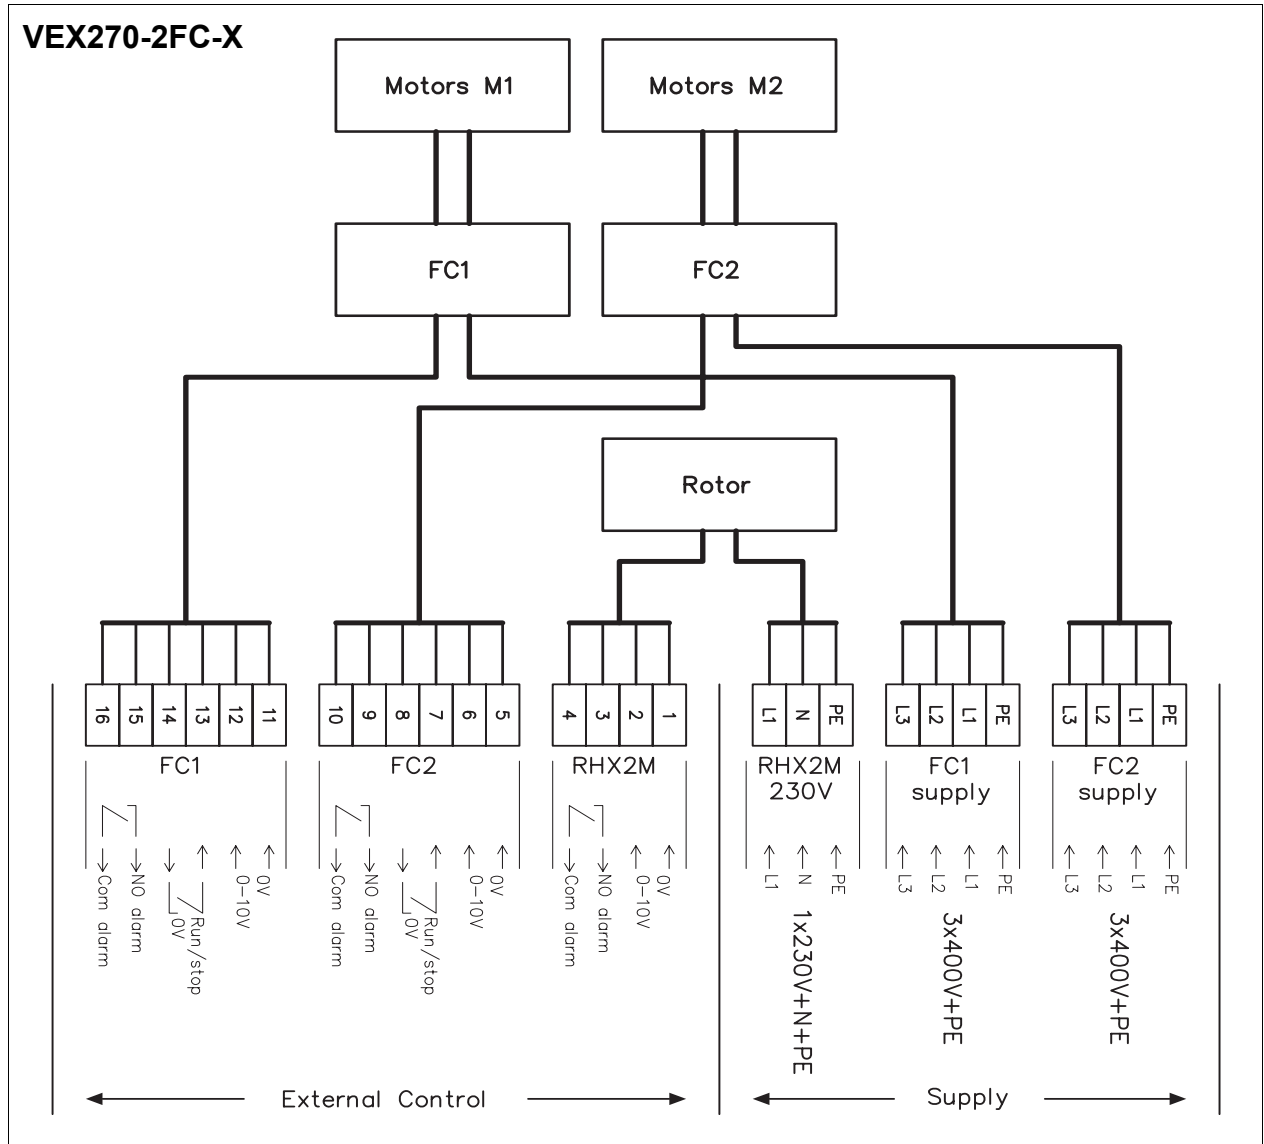 VEX270-2FC-X
Motors M1
Motors M2
FC1
FC2
Rotor
16 15 14 13 12 11
10 9 8 7 6 5
4 3 2 1
L1 N PE
L3 L2 L1 PE
L3 L2 L1 PE
FC1
FC2
RHX2M
RHX2M
230V
FC1
supply
FC2
supply
Com alarm
NO alarm
0V
Run/stop
0-10V
0V
Com alarm
NO alarm
0V
Run/stop
0-10V
0V
Com alarm
NO alarm
0-10V
0V
L1
N
PE
1x230V+N+PE
L3
L2
L1
PE
3x400V+PE
L3
L2
L1
PE
3x400V+PE
External Control
Supply